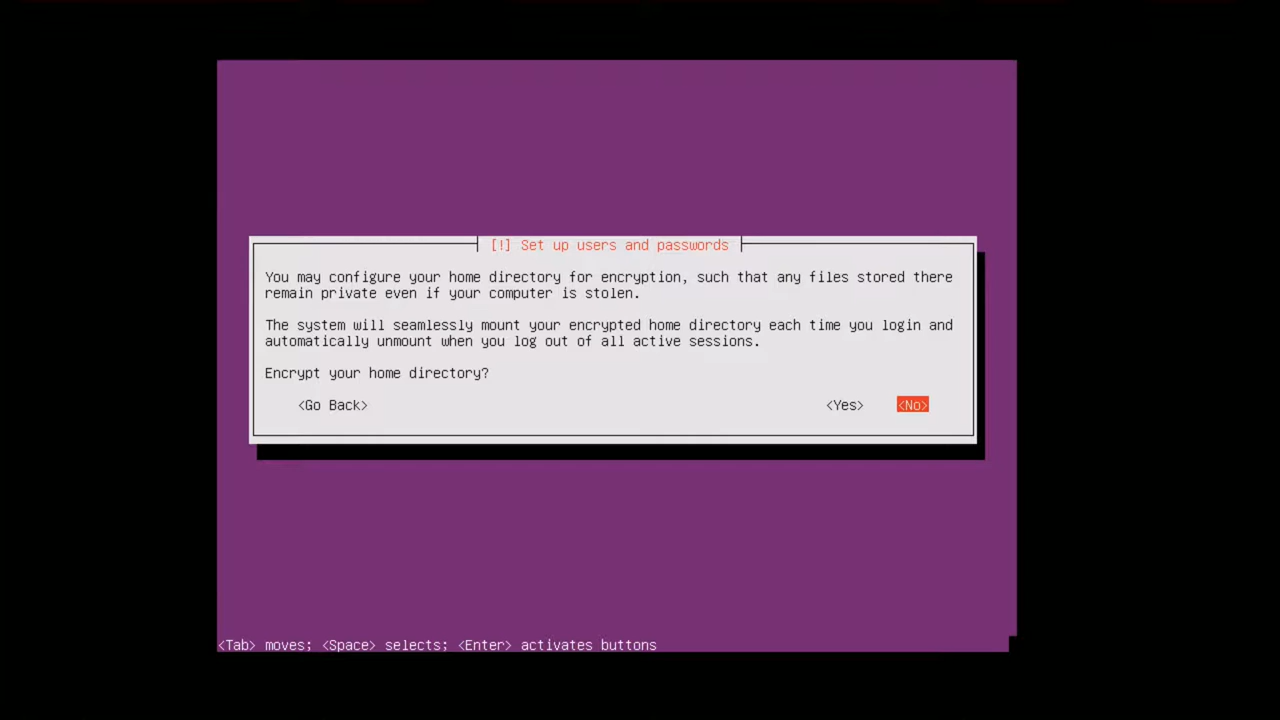 [!] Set up users and passwords
You may configure your home directory for encryption, such that any files stored there
remain private even if your computer is stolen.
The system will seamlessly mount your encrypted home directory each time you login and
automatically unmount when you log out of all active sessions.
Encrypt your home directory?
<Go Back> <Yes> <No>
<Tab> moves; <Space> selects; <Enter> activates buttons